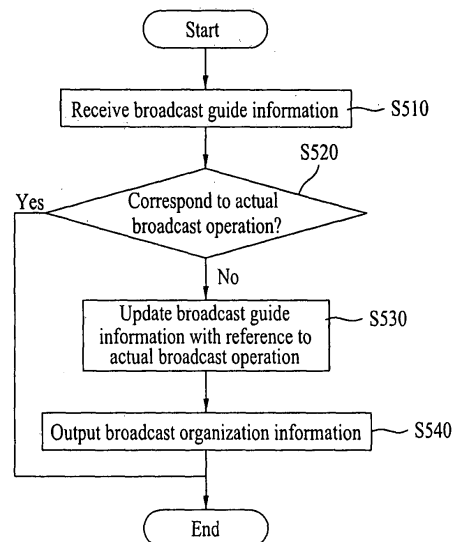 Start
Receive broadcast guide information
S510
S520
Correspond to actual
broadcast operation?
Yes
No
Update broadcast guide
information with reference to
actual broadcast operation
S530
Output broadcast organization information
S540
End